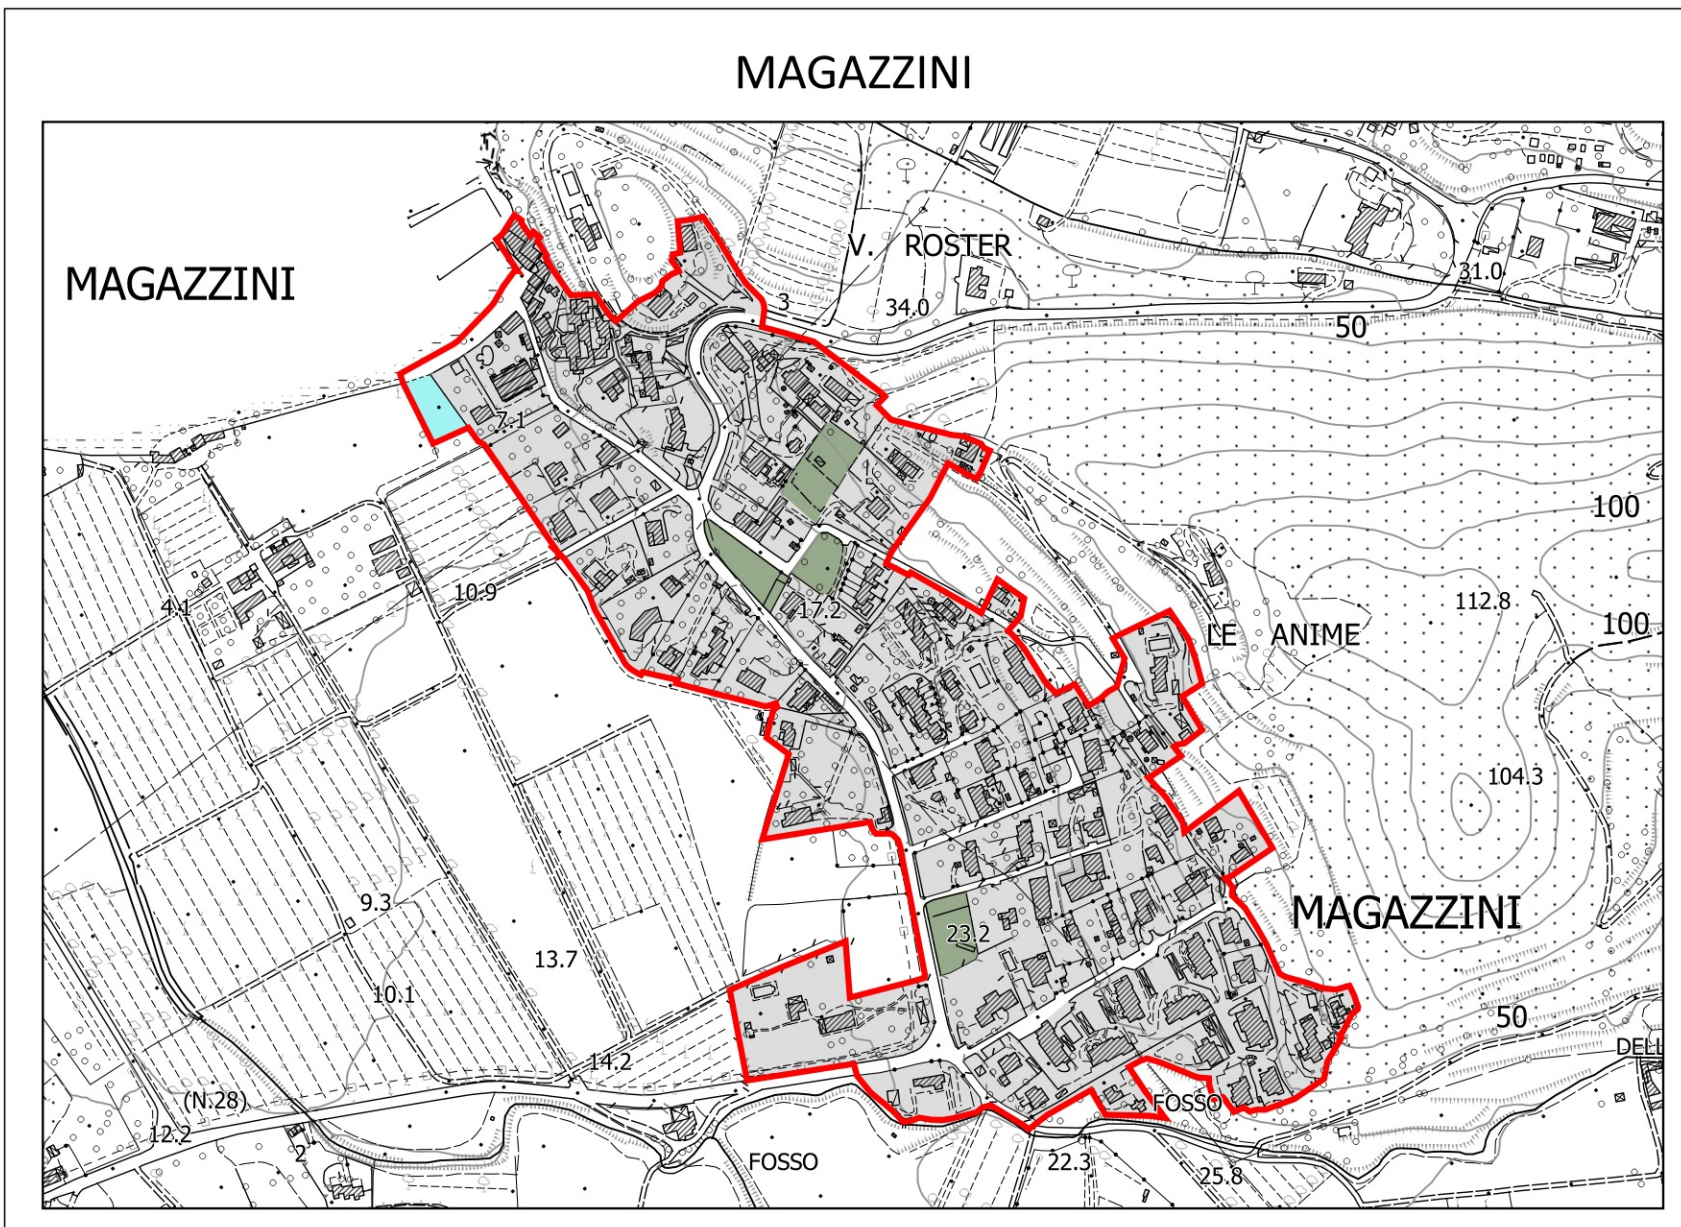 MAGAZZINI
V. ROSTER
MAGAZZINI
31.0
3
34.0
50
7.1
100
10.9
112.8
4.1
17.2
100
LE ANIME
104.3
9.3
MAGAZZINI
23.2
13.7
10.1
50
DELL
14.2
(N.28)
FOSSO
12.2
2
FOSSO
22.3
25.8